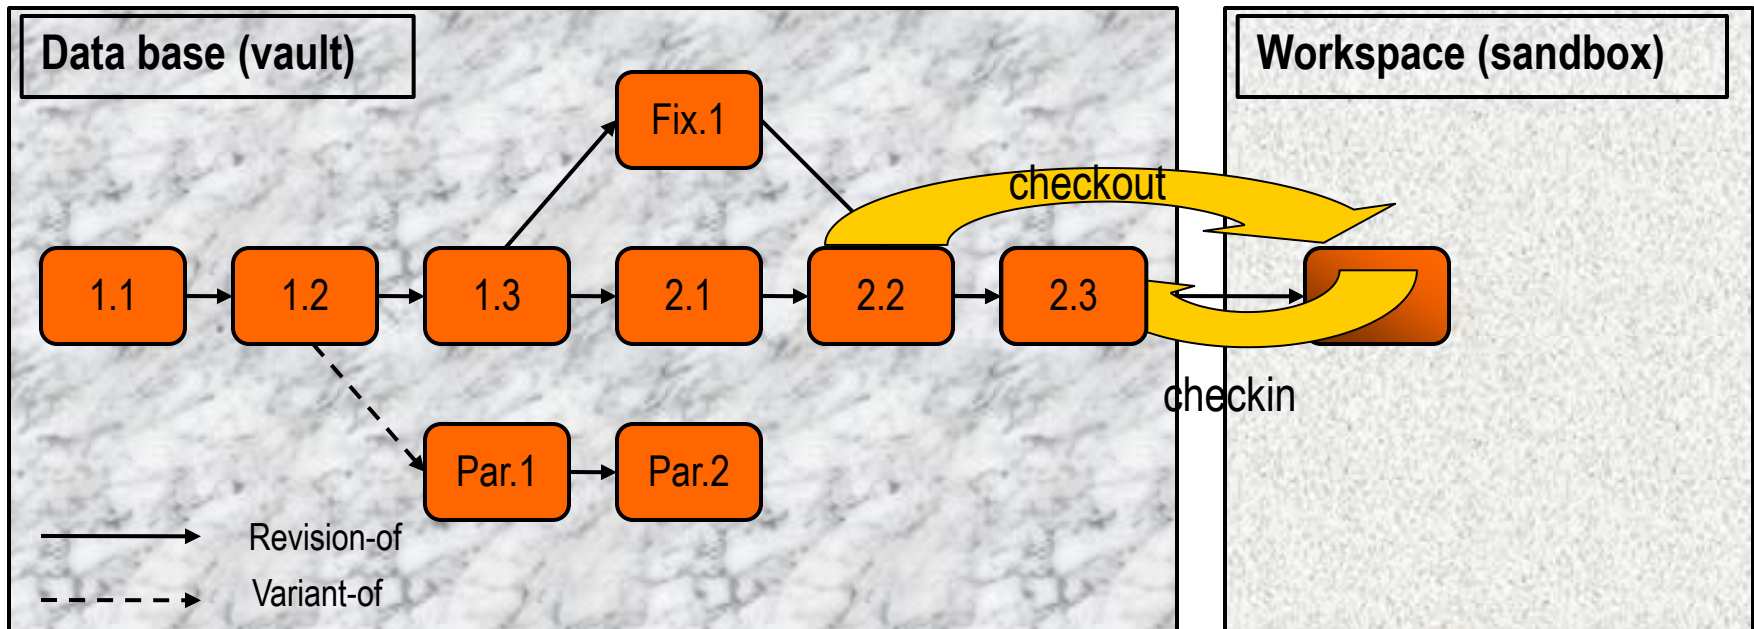 Data base (vault)
Workspace (sandbox)
Fix.1
checkout
1.1
1.2
1.3
2.1
2.2
2.3
checkin
Par.1
Par.2
Revision-of
Variant-of